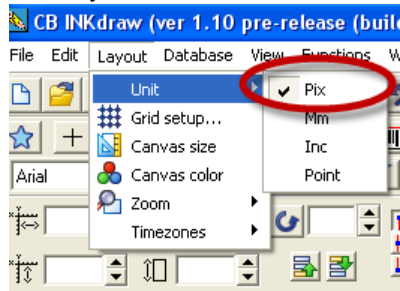 CB INKdraw (ver 1.10 pre-release (buil
File Edit Layout Database View Functions
Unit
Pix
Grid setup...
Mm
Canvas size
Inc
Arial
Canvas color
Point
Zoom
Timezones